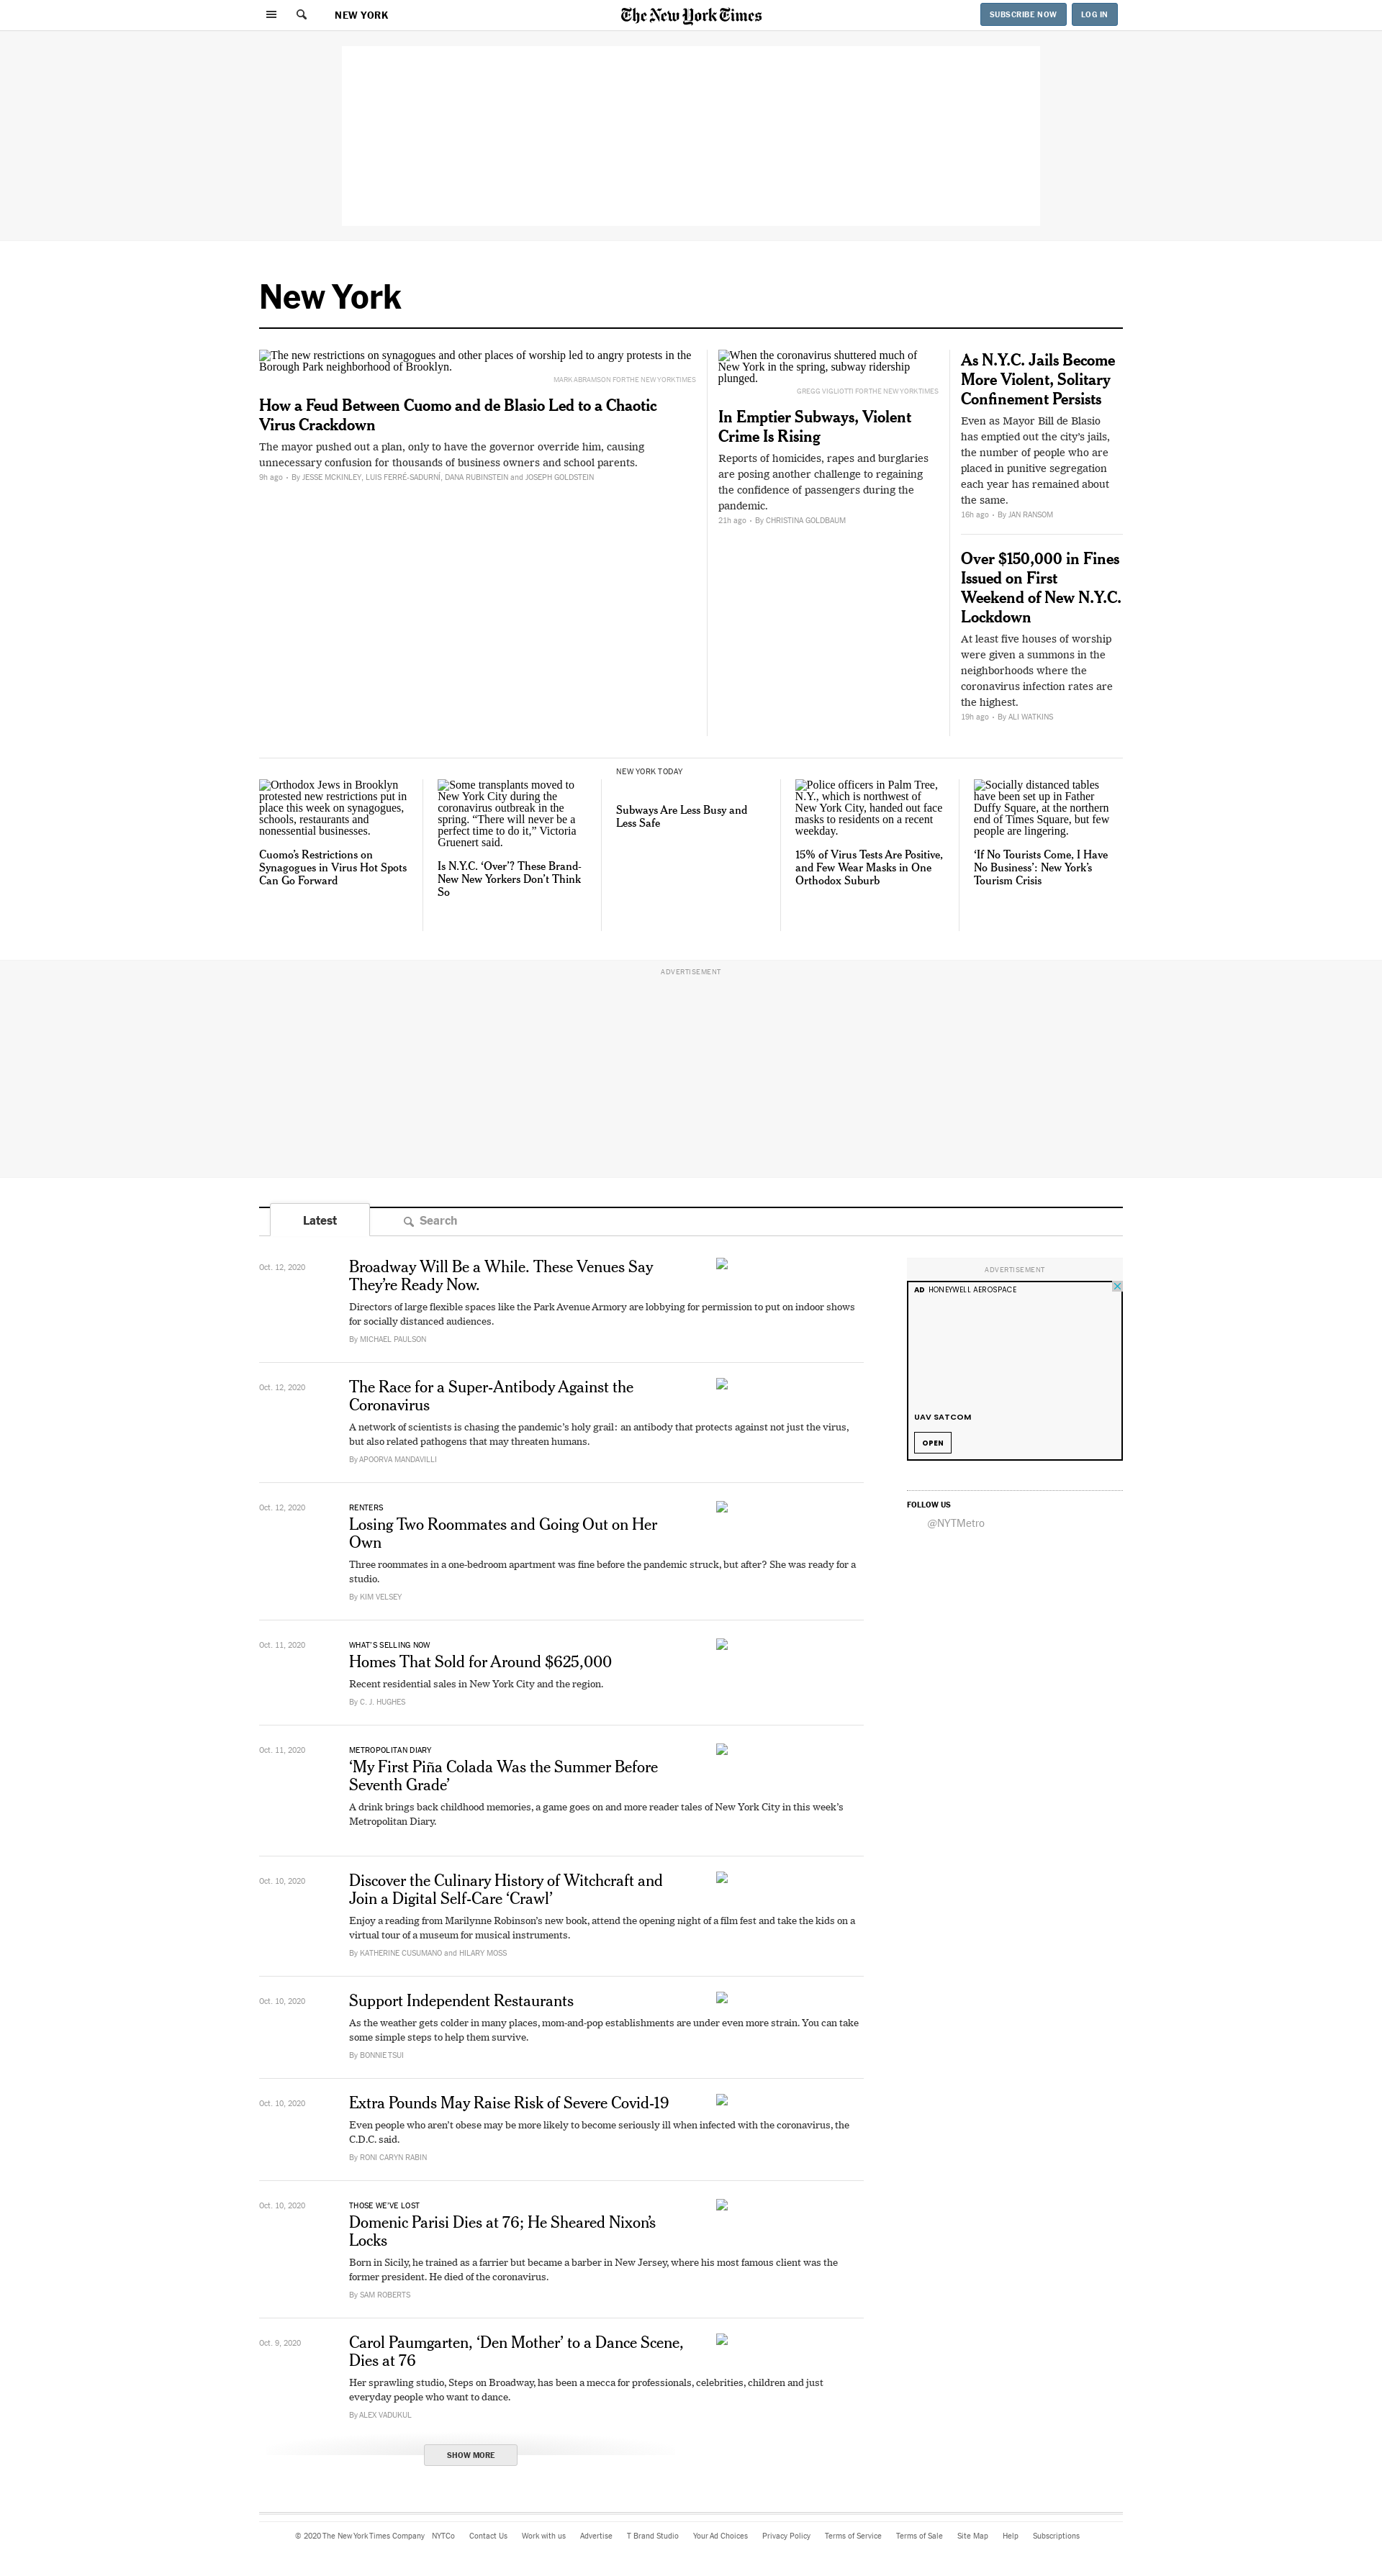 NEW YORK
The New York Times
SUBSCRIBE NOW
LOG IN
New York
The new restrictions on synagogues and other places of worship led to angry protests in the
Borough Park neighborhood of Brooklyn.
MARK ABRAMSON FOR THE NEW YORK TIMES
How a Feud Between Cuomo and de Blasio Led to a Chaotic
Virus Crackdown
The mayor pushed out a plan, only to have the governor override him, causing
unnecessary confusion for thousands of business owners and school parents.
9h ago • By JESSE MCKINLEY, LUIS FERRÉ-SADURNÍ, DANA RUBINSTEIN and JOSEPH GOLDSTEIN
When the coronavirus shuttered much of
New York in the spring, subway ridership
plunged.
GREGG VIGLIOTTI FOR THE NEW YORK TIMES
In Emptier Subways, Violent
Crime Is Rising
Reports of homicides, rapes and burglaries
are posing another challenge to regaining
the confidence of passengers during the
pandemic.
21h ago • By CHRISTINA GOLDBAUM
As N.Y.C. Jails Become
More Violent, Solitary
Confinement Persists
Even as Mayor Bill de Blasio
has emptied out the city's jails,
the number of people who are
placed in punitive segregation
each year has remained about
the same.
16h ago • By JAN RANSOM
Over $150,000 in Fines
Issued on First
Weekend of New N.Y.C.
Lockdown
At least five houses of worship
were given a summons in the
neighborhoods where the
coronavirus infection rates are
the highest.
19h ago • By ALI WATKINS
Orthodox Jews in Brooklyn
protested new restrictions put in
place this week on synagogues,
schools, restaurants and
nonessential businesses.
Cuomo's Restrictions on
Synagogues in Virus Hot Spots
Can Go Forward
Some transplants moved to
New York City during the
coronavirus outbreak in the
spring. “There will never be a
perfect time to do it,” Victoria
Gruenert said.
Is N.Y.C. ‘Over’? These Brand-
New New Yorkers Don’t Think
So
NEW YORK TODAY
Subways Are Less Busy and
Less Safe
Police officers in Palm Tree,
N.Y., which is northwest of
New York City, handed out face
masks to residents on a recent
weekday.
15% of Virus Tests Are Positive,
and Few Wear Masks in One
Orthodox Suburb
Socially distanced tables
have been set up in Father
Duffy Square, at the northern
end of Times Square, but few
people are lingering.
‘If No Tourists Come, I Have
No Business’: New York’s
Tourism Crisis
ADVERTISEMENT
Latest
Search
Oct. 12, 2020
Broadway Will Be a While. These Venues Say
They’re Ready Now.
Directors of large flexible spaces like the Park Avenue Armory are lobbying for permission to put on indoor shows
for socially distanced audiences.
By MICHAEL PAULSON
Oct. 12, 2020
The Race for a Super-Antibody Against the
Coronavirus
A network of scientists is chasing the pandemic’s holy grail: an antibody that protects against not just the virus,
but also related pathogens that may threaten humans.
By APOORVA MANDAVILLI
Oct. 12, 2020
RENTERS
Losing Two Roommates and Going Out on Her
Own
Three roommates in a one-bedroom apartment was fine before the pandemic struck, but after? She was ready for a
studio.
By KIM VELSEY
Oct. 11, 2020
WHAT’S SELLING NOW
Homes That Sold for Around $625,000
Recent residential sales in New York City and the region.
By C. J. HUGHES
Oct. 11, 2020
METROPOLITAN DIARY
‘My First Piña Colada Was the Summer Before
Seventh Grade’
A drink brings back childhood memories, a game goes on and more reader tales of New York City in this week’s
Metropolitan Diary.
Oct. 10, 2020
Discover the Culinary History of Witchcraft and
Join a Digital Self-Care ‘Crawl’
Enjoy a reading from Marilynne Robinson’s new book, attend the opening night of a film fest and take the kids on a
virtual tour of a museum for musical instruments.
By KATHERINE CUSUMANO and HILARY MOSS
Oct. 10, 2020
Support Independent Restaurants
As the weather gets colder in many places, mom-and-pop establishments are under even more strain. You can take
some simple steps to help them survive.
By BONNIE TSUI
Oct. 10, 2020
Extra Pounds May Raise Risk of Severe Covid-19
Even people who aren’t obese may be more likely to become seriously ill when infected with the coronavirus, the
C.D.C. said.
By RONI CARYN RABIN
Oct. 10, 2020
THOSE WE’VE LOST
Domenic Parisi Dies at 76; He Sheared Nixon’s
Locks
Born in Sicily, he trained as a farrier but became a barber in New Jersey, where his most famous client was the
former president. He died of the coronavirus.
By SAM ROBERTS
Oct. 9, 2020
Carol Paumgarten, ‘Den Mother’ to a Dance Scene,
Dies at 76
Her sprawling studio, Steps on Broadway, has been a mecca for professionals, celebrities, children and just
everyday people who want to dance.
By ALEX VADUKUL
SHOW MORE
ADVERTISEMENT
AD HONEYWELL AEROSPACE
UAV SATCOM
OPEN
FOLLOW US
@NYTMetro
© 2020 The New York Times Company NYTCo Contact Us Work with us Advertise T Brand Studio Your Ad Choices Privacy Policy Terms of Service Terms of Sale Site Map Help Subscriptions